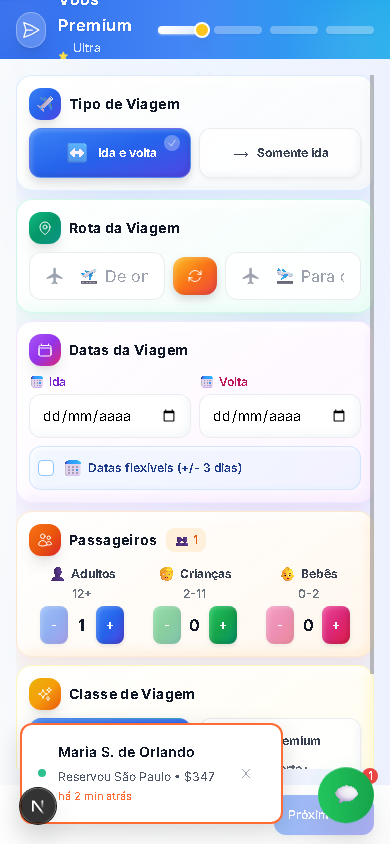 Voos
Premium
Ultra
Tipo de Viagem
Ida e volta
Somente ida
Rota da Viagem
De or
Para
Datas da Viagem
Ida
Volta
dd/mm/aaaa
dd/mm/aaaa
Datas flexíveis (+/- 3 dias)
Passageiros
1
Adultos
Crianças
Bebês
12+
2-11
0-2
- 1 +
- 0 +
- 0 +
Classe de Viagem
emium
Maria S. de Orlando
Reservou São Paulo • $347
há 2 min atrás
N
1
Próxim